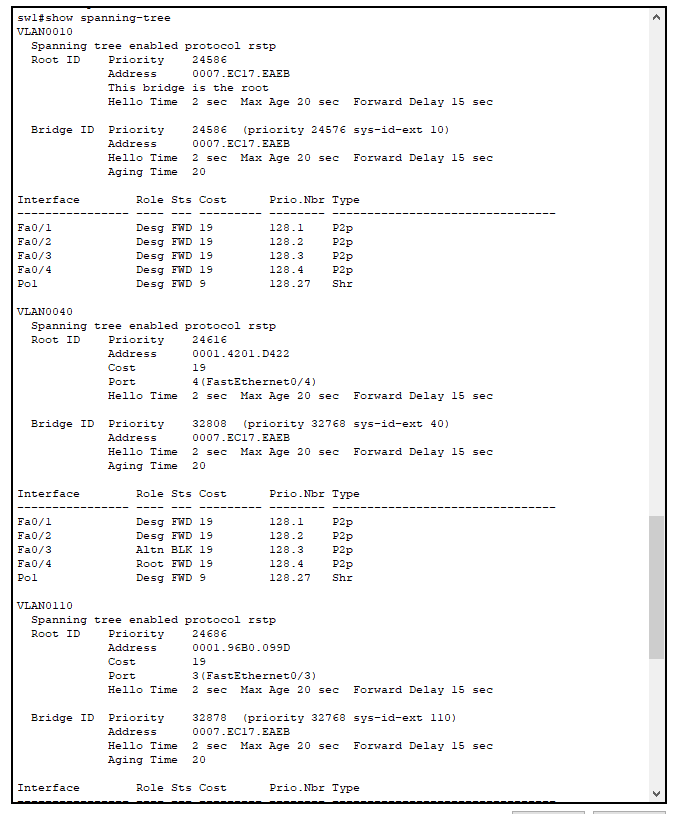 sw1#show spanning-tree
VLAN0010
  Spanning tree enabled protocol rstp
  Root ID    Priority    24586
             Address     0007.EC17.EAEB
             This bridge is the root
             Hello Time  2 sec  Max Age 20 sec  Forward Delay 15 sec

  Bridge ID  Priority    24586  (priority 24576 sys-id-ext 10)
             Address     0007.EC17.EAEB
             Hello Time  2 sec  Max Age 20 sec  Forward Delay 15 sec
             Aging Time  20

Interface        Role Sts Cost      Prio.Nbr Type
---------------- ---- --- --------- -------- --------------------------------
Fa0/1            Desg FWD 19        128.1    P2p
Fa0/2            Desg FWD 19        128.2    P2p
Fa0/3            Desg FWD 19        128.3    P2p
Fa0/4            Desg FWD 19        128.4    P2p
Po1              Desg FWD 9         128.27   Shr

VLAN0040
  Spanning tree enabled protocol rstp
  Root ID    Priority    24616
             Address     0001.4201.D422
             Cost        19
             Port        4(FastEthernet0/4)
             Hello Time  2 sec  Max Age 20 sec  Forward Delay 15 sec

  Bridge ID  Priority    32808  (priority 32768 sys-id-ext 40)
             Address     0007.EC17.EAEB
             Hello Time  2 sec  Max Age 20 sec  Forward Delay 15 sec
             Aging Time  20

Interface        Role Sts Cost      Prio.Nbr Type
---------------- ---- --- --------- -------- --------------------------------
Fa0/1            Desg FWD 19        128.1    P2p
Fa0/2            Desg FWD 19        128.2    P2p
Fa0/3            Altn BLK 19        128.3    P2p
Fa0/4            Root FWD 19        128.4    P2p
Po1              Desg FWD 9         128.27   Shr

VLAN0110
  Spanning tree enabled protocol rstp
  Root ID    Priority    24686
             Address     0001.96B0.099D
             Cost        19
             Port        3(FastEthernet0/3)
             Hello Time  2 sec  Max Age 20 sec  Forward Delay 15 sec

  Bridge ID  Priority    32878  (priority 32768 sys-id-ext 110)
             Address     0007.EC17.EAEB
             Hello Time  2 sec  Max Age 20 sec  Forward Delay 15 sec
             Aging Time  20

Interface        Role Sts Cost      Prio.Nbr Type
---------------- ---- --- --------- -------- --------------------------------